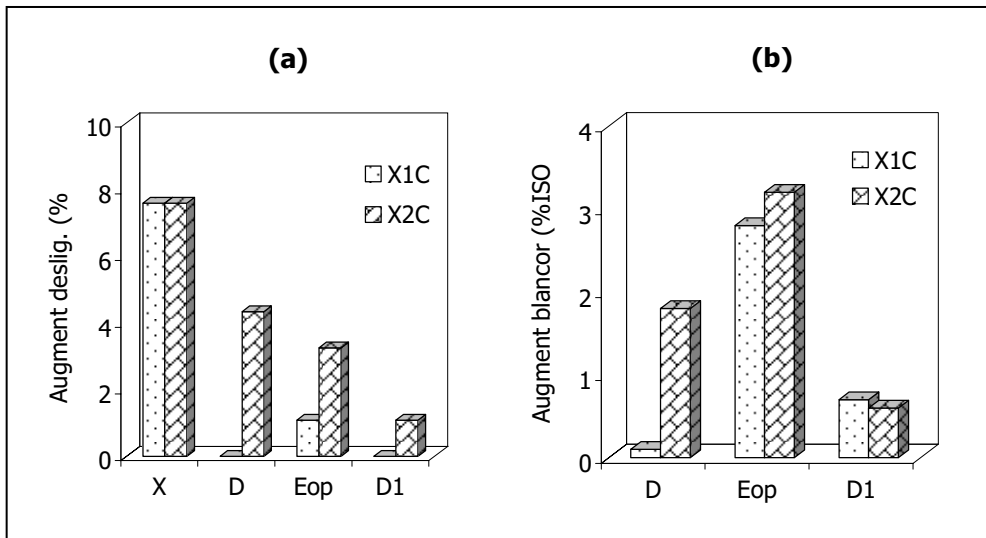 (a)
Augment deslig. (%
10
8
6
4
2
0
X1C
X2C
X D Eop D1
(b)
Augment blancor (%ISO
4
3
2
1
0
X1C
X2C
D Eop D1